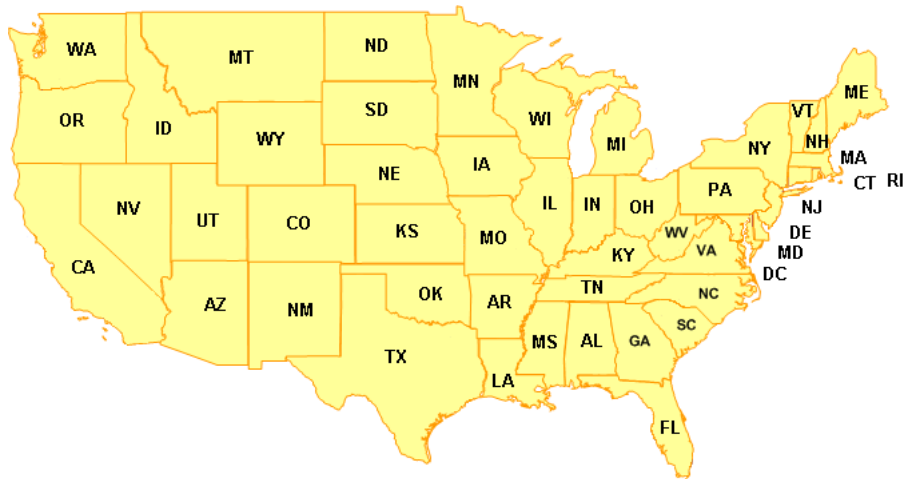 WA
MT
ND
MN
ME
OR
ID
SD
WI
VT
NH
WY
MI
NY
MA
NE
IA
PA
CT
RI
NV
UT
CO
KS
IL
IN
OH
NJ
MO
WV
DE
CA
KY
VA
MD
DC
AZ
NM
OK
AR
TN
NC
SC
TX
MS
AL
GA
LA
FL